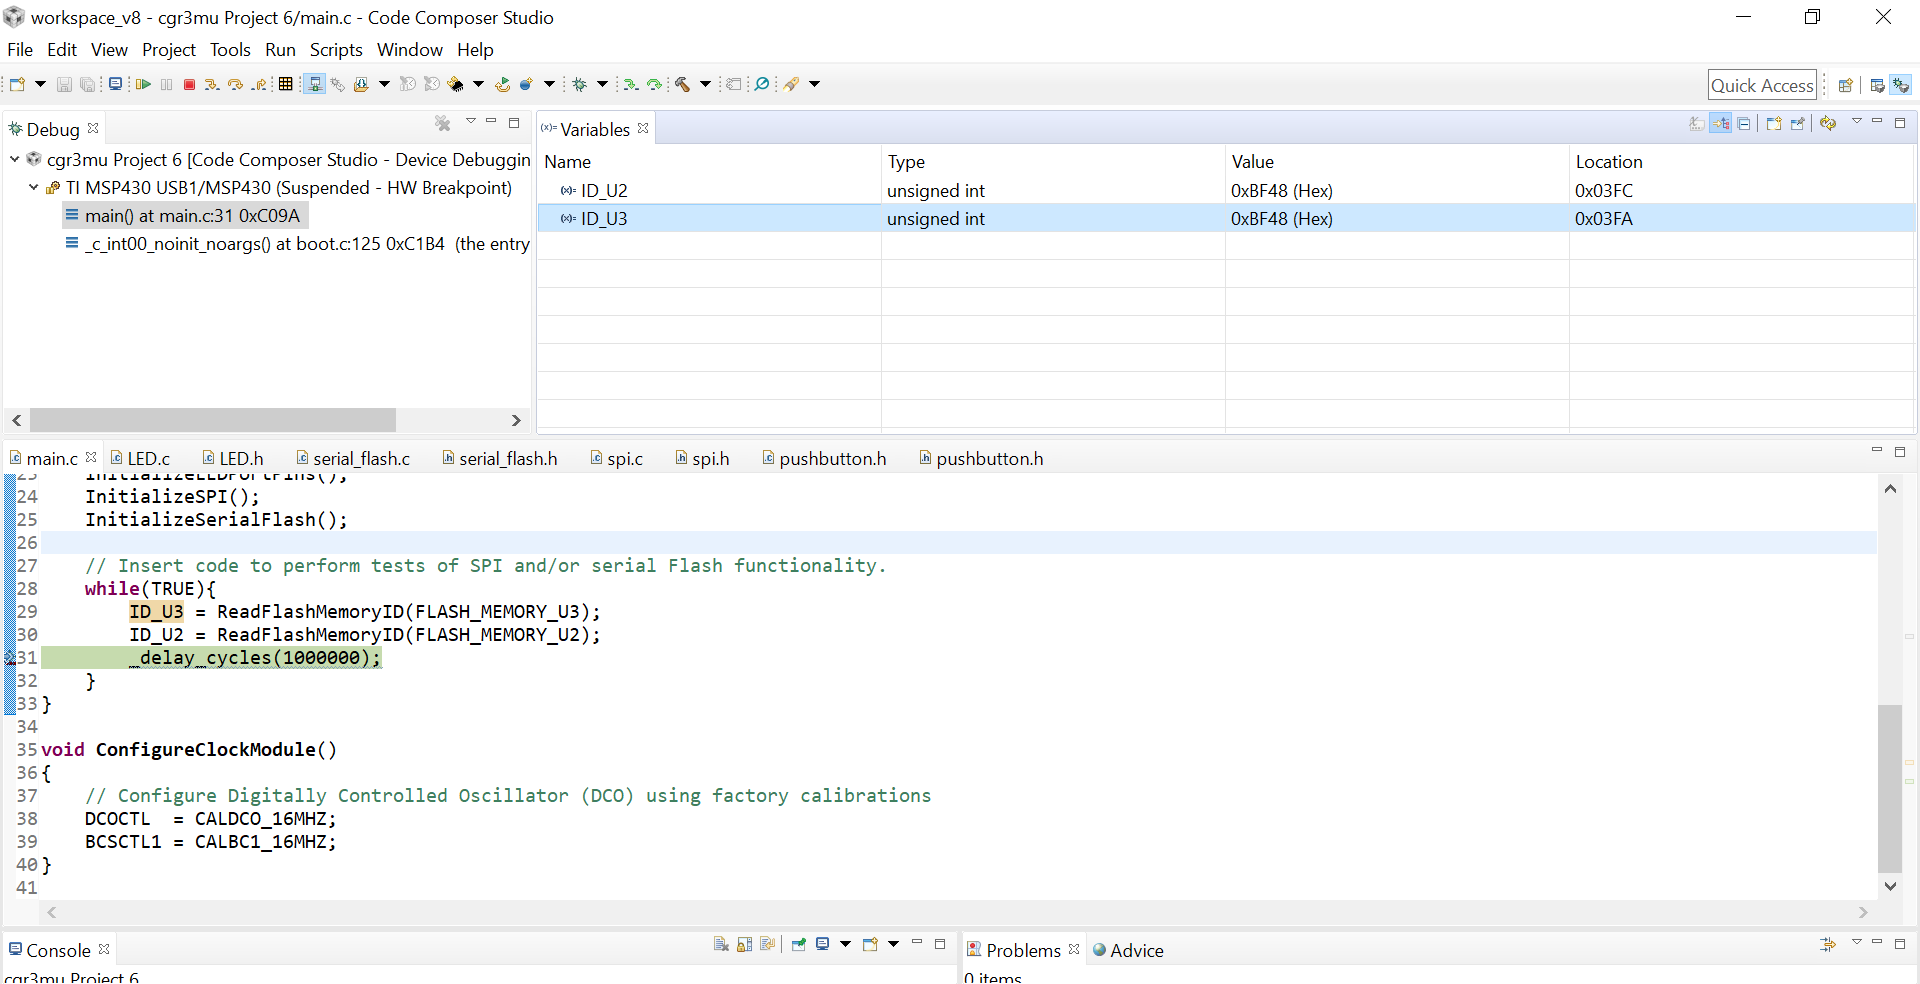 workspace_v8 - cgr3mu Project 6/main.c - Code Composer Studio
File Edit View Project Tools Run Scripts Window Help
Quick Access
Debug
cgr3mu Project 6 [Code Composer Studio - Device Debuggin
TI MSP430 USB1/MSP430 (Suspended - HW Breakpoint)
main() at main.c:31 0xC09A
_c_int00_noinit_noargs() at boot.c:125 0xC1B4 (the entry
(x)= Variables
Name Type Value Location
(x)= ID_U2 unsigned int 0xBF48 (Hex) 0x03FC
(x)= ID_U3 unsigned int 0xBF48 (Hex) 0x03FA
main.c LED.c LED.h serial_flash.c serial_flash.h spi.c spi.h pushbutton.h pushbutton.h
23 InitializeLEDPortPins();
24 InitializeSPI();
25 InitializeSerialFlash();
26
27 // Insert code to perform tests of SPI and/or serial Flash functionality.
28 while(TRUE){
29 ID_U3 = ReadFlashMemoryID(FLASH_MEMORY_U3);
30 ID_U2 = ReadFlashMemoryID(FLASH_MEMORY_U2);
31 _delay_cycles(1000000);
32 }
33 }
34
35 void ConfigureClockModule()
36 {
37 // Configure Digitally Controlled Oscillator (DCO) using factory calibrations
38 DCOCTL = CALDCO_16MHZ;
39 BCSCTL1 = CALBC1_16MHZ;
40 }
41
Console
cgr3mu Project 6
Problems Advice
0 items